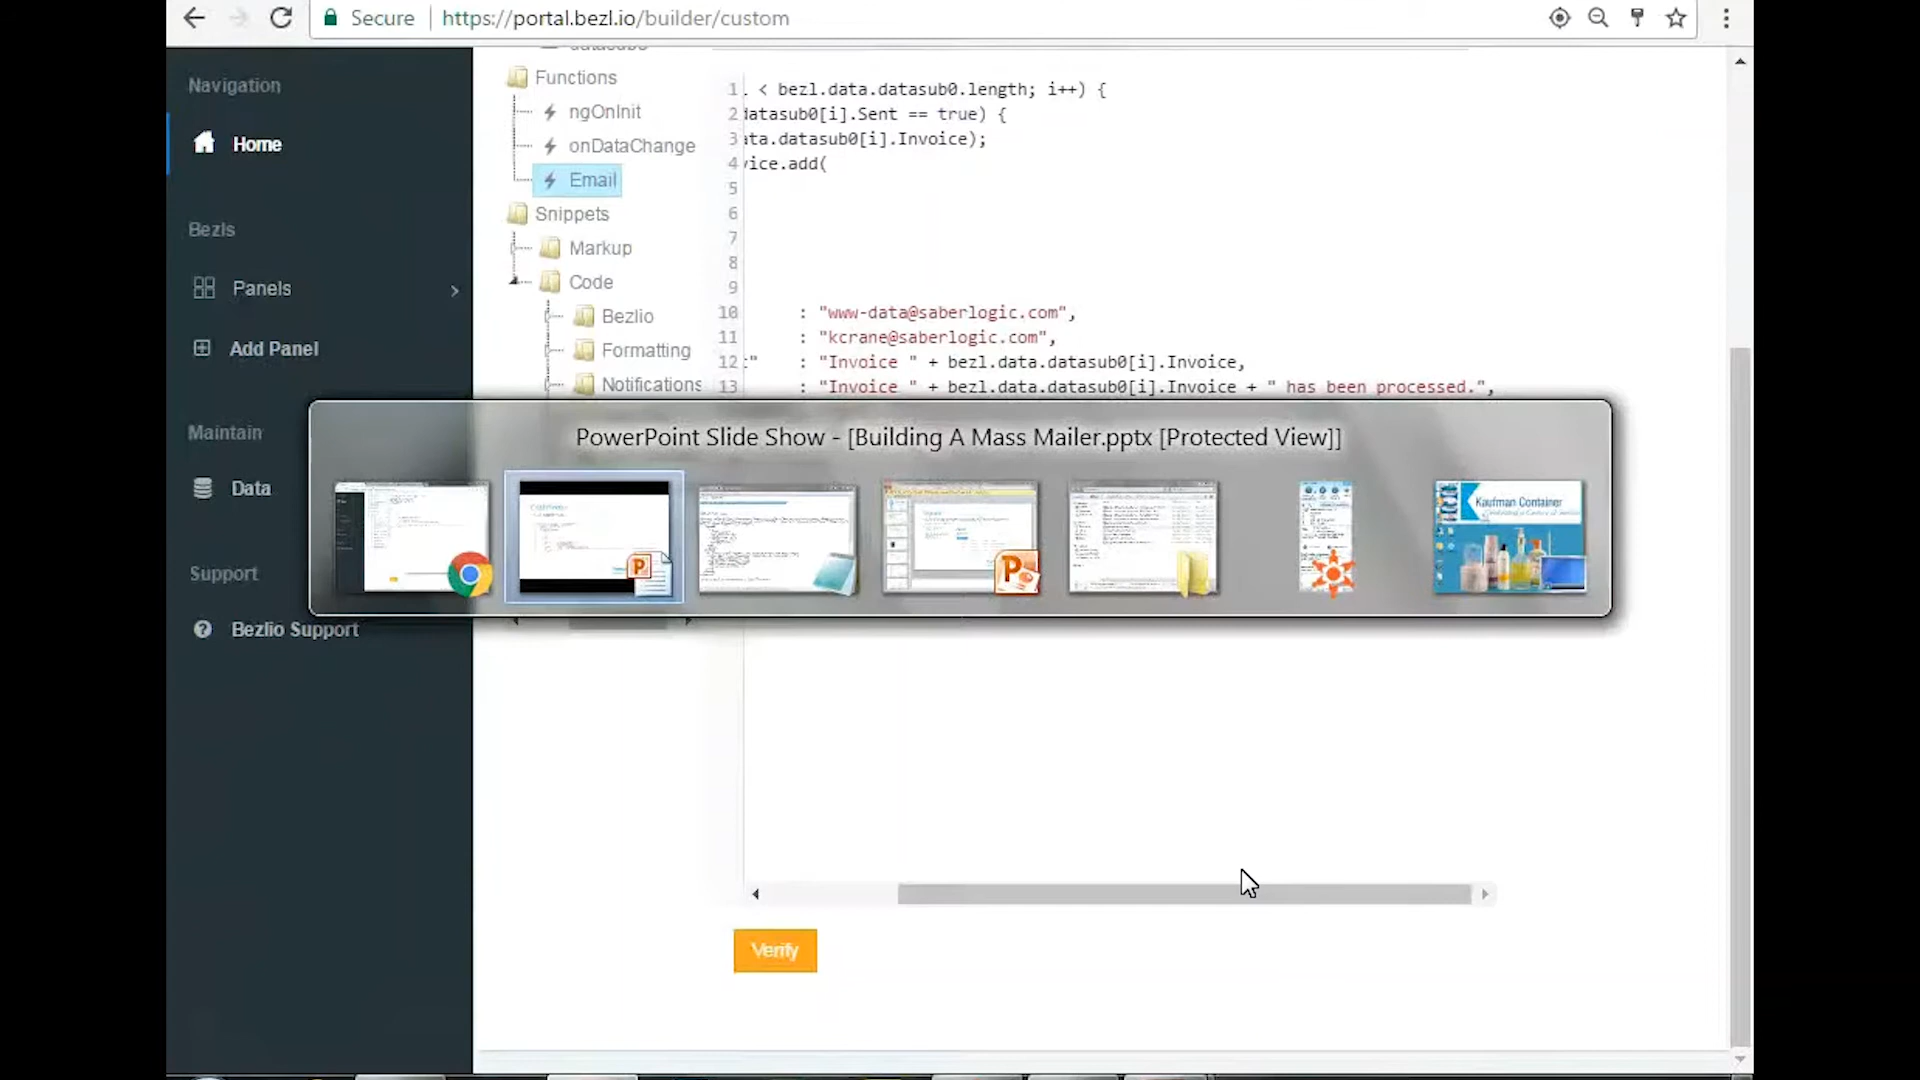 Secure
https://portal.bezl.io/builder/custom
Navigation
Home
Bezls
Panels
Add Panel
Maintain
Data
Support
Bezlio Support
Functions
ngOnInit
onDataChange
Email
Snippets
Markup
Code
Bezlio
Formatting
Notifications
1 < bezl.data.datasub0.length; i++) {
2 datasub0[i].Sent == true) {
3 ata.datasub0[i].Invoice);
4 vice.add(
5
6
7
8
9
10 : "www-data@saberlogic.com",
11 : "kcrane@saberlogic.com",
12 :" : "Invoice " + bezl.data.datasub0[i].Invoice,
13 : "Invoice " + bezl.data.datasub0[i].Invoice + " has been processed.",
PowerPoint Slide Show - [Building A Mass Mailer.pptx [Protected View]]
Kaufman Container
Verify